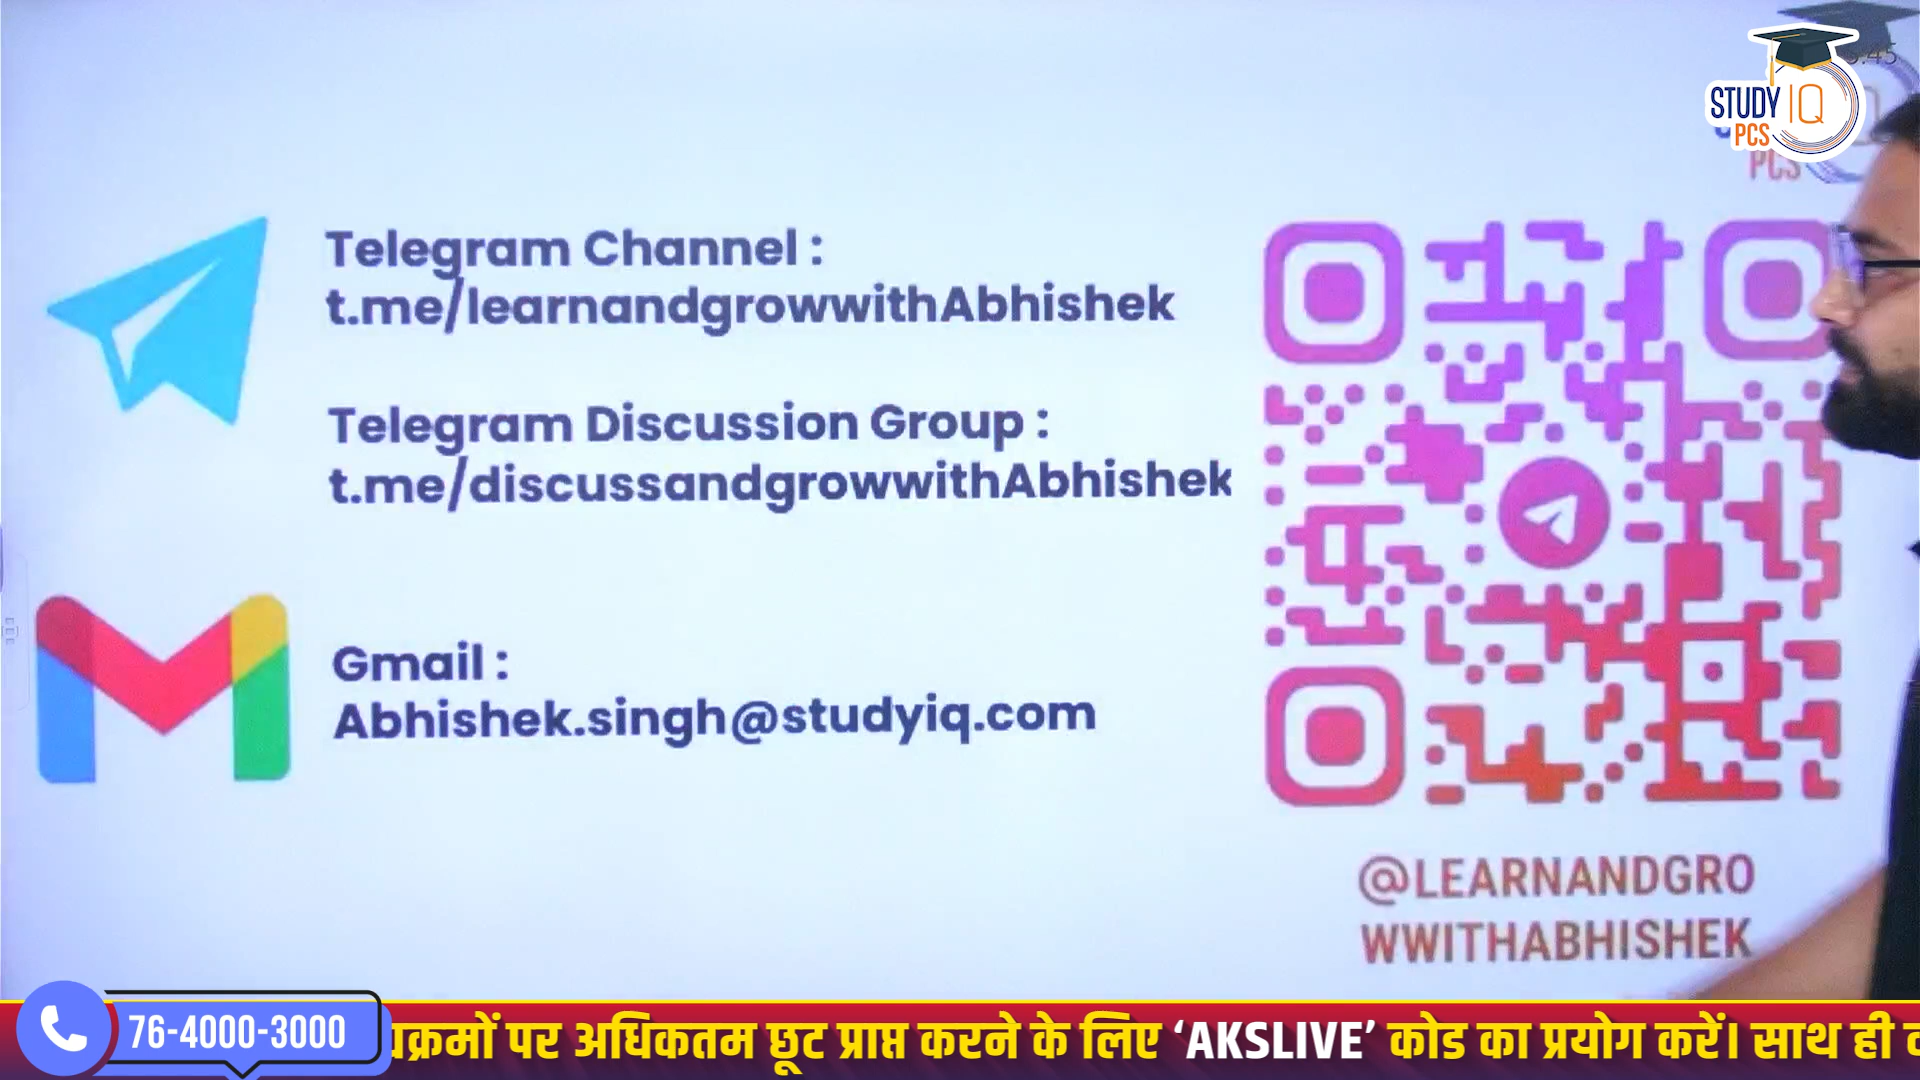 STUDY IQ
PCS
PCS
Telegram Channel :
t.me/learnandgrowwithAbhishek
Telegram Discussion Group :
t.me/discussandgrowwithAbhishek
Gmail :
Abhishek.singh@studyiq.com
@LEARNANDGRO
WWITHABHISHEK
76-4000-3000
पर अधिकतम छूट प्राप्त करने के लिए ‘AKSLIVE’ कोड का प्रयोग करें। साथ ही